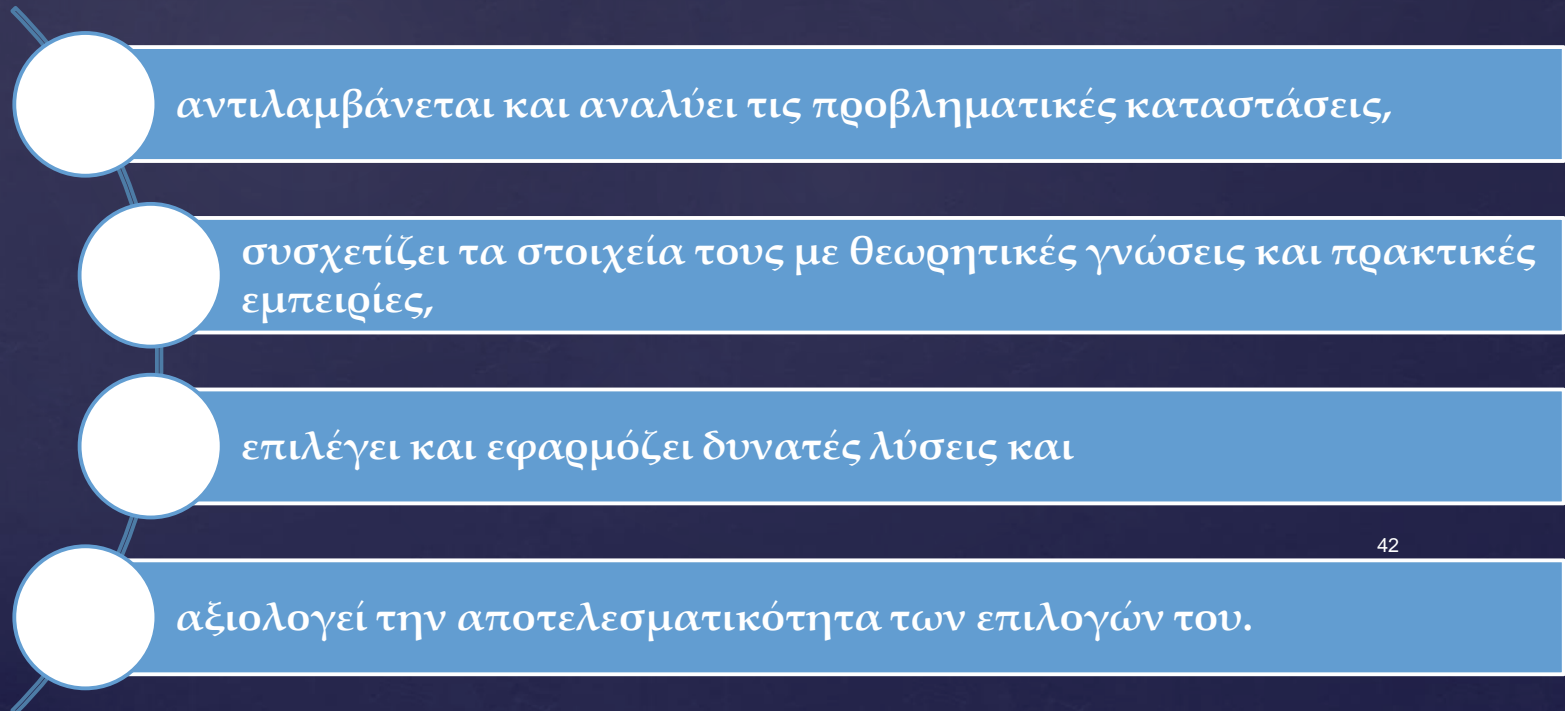 αντιλαμβάνεται και αναλύει τις προβληματικές καταστάσεις,
συσχετίζει τα στοιχεία τους με θεωρητικές γνώσεις και πρακτικές
εμπειρίες,
επιλέγει και εφαρμόζει δυνατές λύσεις και
42
αξιολογεί την αποτελεσματικότητα των επιλογών του.